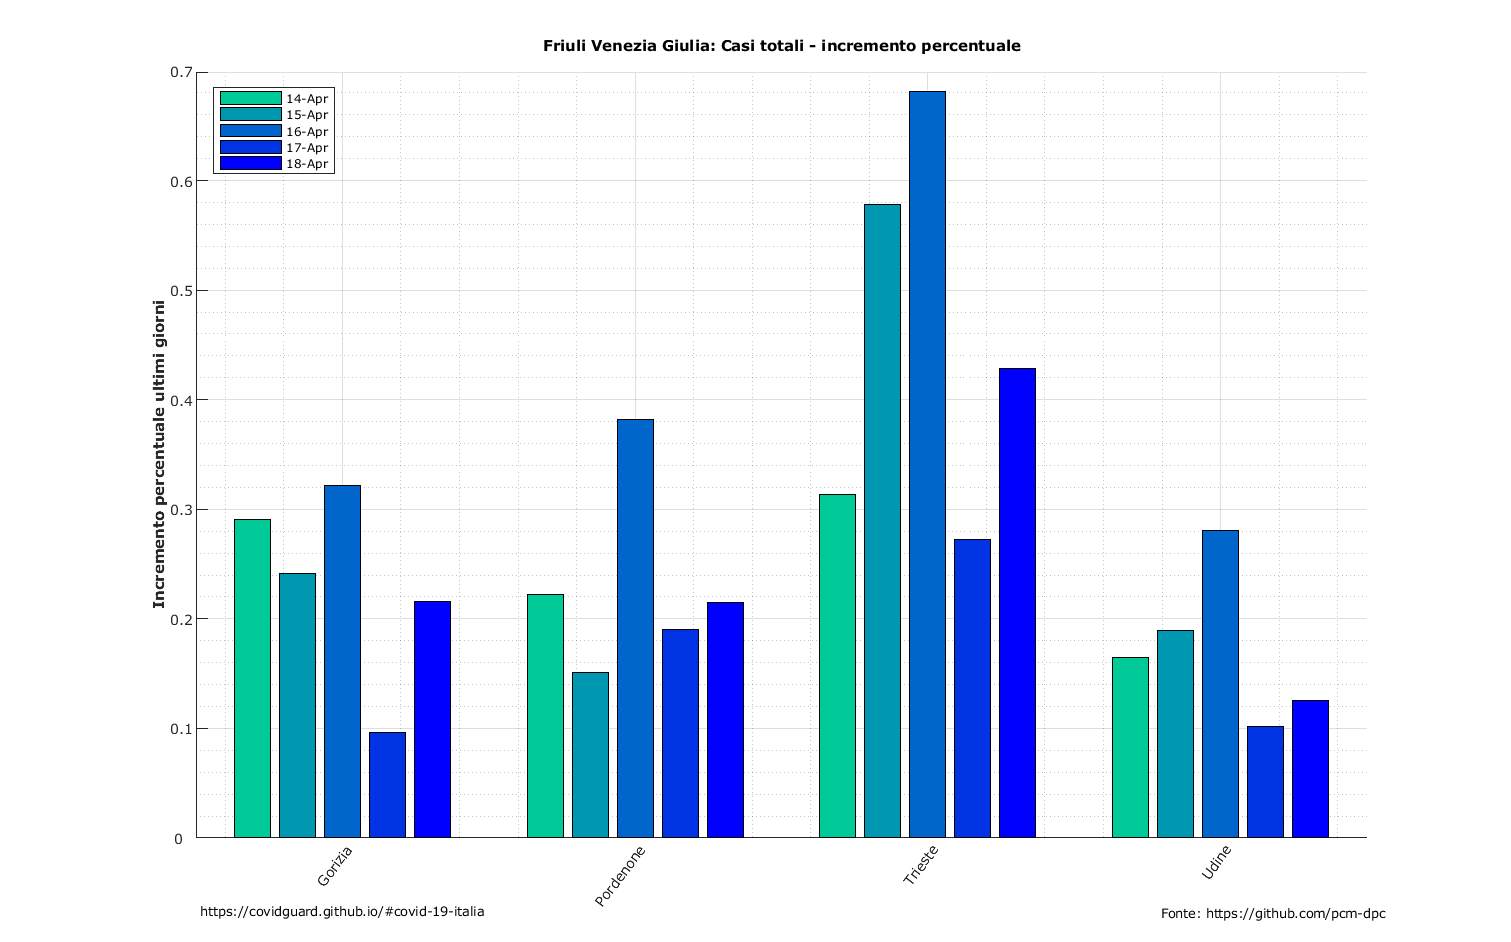 Friuli Venezia Giulia: Casi totali - incremento percentuale
0.7
0.6
0.5
0.4
0.3
0.2
0.1
0
Incremento percentuale ultimi giorni
14-Apr
15-Apr
16-Apr
17-Apr
18-Apr
Gorizia
Pordenone
Trieste
Udine
https://covidguard.github.io/#covid-19-italia
Fonte: https://github.com/pcm-dpc